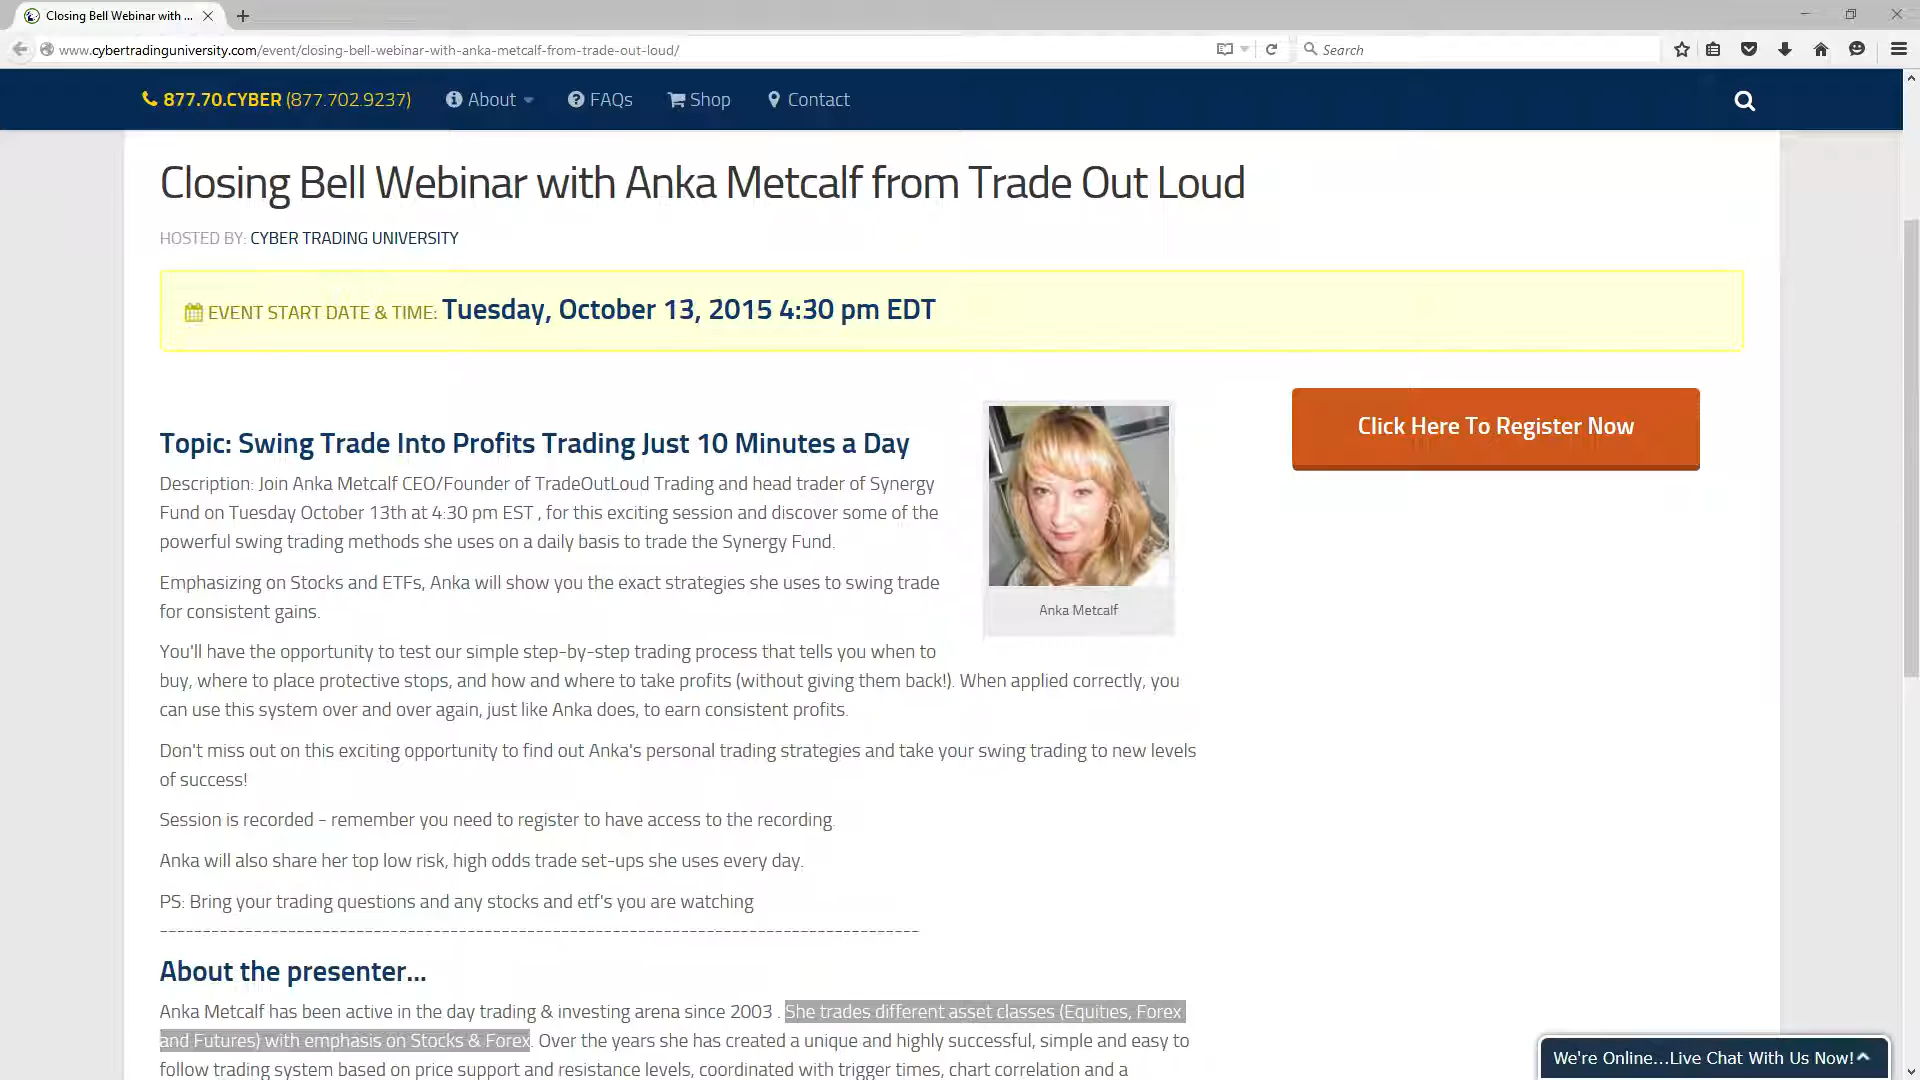 Closing Bell Webinar with ...
www.cybertradinguniversity.com/event/closing-bell-webinar-with-anka-metcalf-from-trade-out-loud/
Search
877.70.CYBER (877.702.9237)
About
FAQs
Shop
Contact
Closing Bell Webinar with Anka Metcalf from Trade Out Loud
HOSTED BY: CYBER TRADING UNIVERSITY
EVENT START DATE & TIME: Tuesday, October 13, 2015 4:30 pm EDT
Click Here To Register Now
Topic: Swing Trade Into Profits Trading Just 10 Minutes a Day
Description: Join Anka Metcalf CEO/Founder of TradeOutLoud Trading and head trader of Synergy
Fund on Tuesday October 13th at 4:30 pm EST , for this exciting session and discover some of the
powerful swing trading methods she uses on a daily basis to trade the Synergy Fund.
Emphasizing on Stocks and ETFs, Anka will show you the exact strategies she uses to swing trade
for consistent gains.
Anka Metcalf
You'll have the opportunity to test our simple step-by-step trading process that tells you when to
buy, where to place protective stops, and how and where to take profits (without giving them back!). When applied correctly, you
can use this system over and over again, just like Anka does, to earn consistent profits.
Don't miss out on this exciting opportunity to find out Anka's personal trading strategies and take your swing trading to new levels
of success!
Session is recorded - remember you need to register to have access to the recording.
Anka will also share her top low risk, high odds trade set-ups she uses every day.
PS: Bring your trading questions and any stocks and etf's you are watching
-----------------------------------------------------------------------------------------
About the presenter...
Anka Metcalf has been active in the day trading & investing arena since 2003 . She trades different asset classes (Equities, Forex
and Futures) with emphasis on Stocks & Forex. Over the years she has created a unique and highly successful, simple and easy to
follow trading system based on price support and resistance levels, coordinated with trigger times, chart correlation and a
We're Online...Live Chat With Us Now!